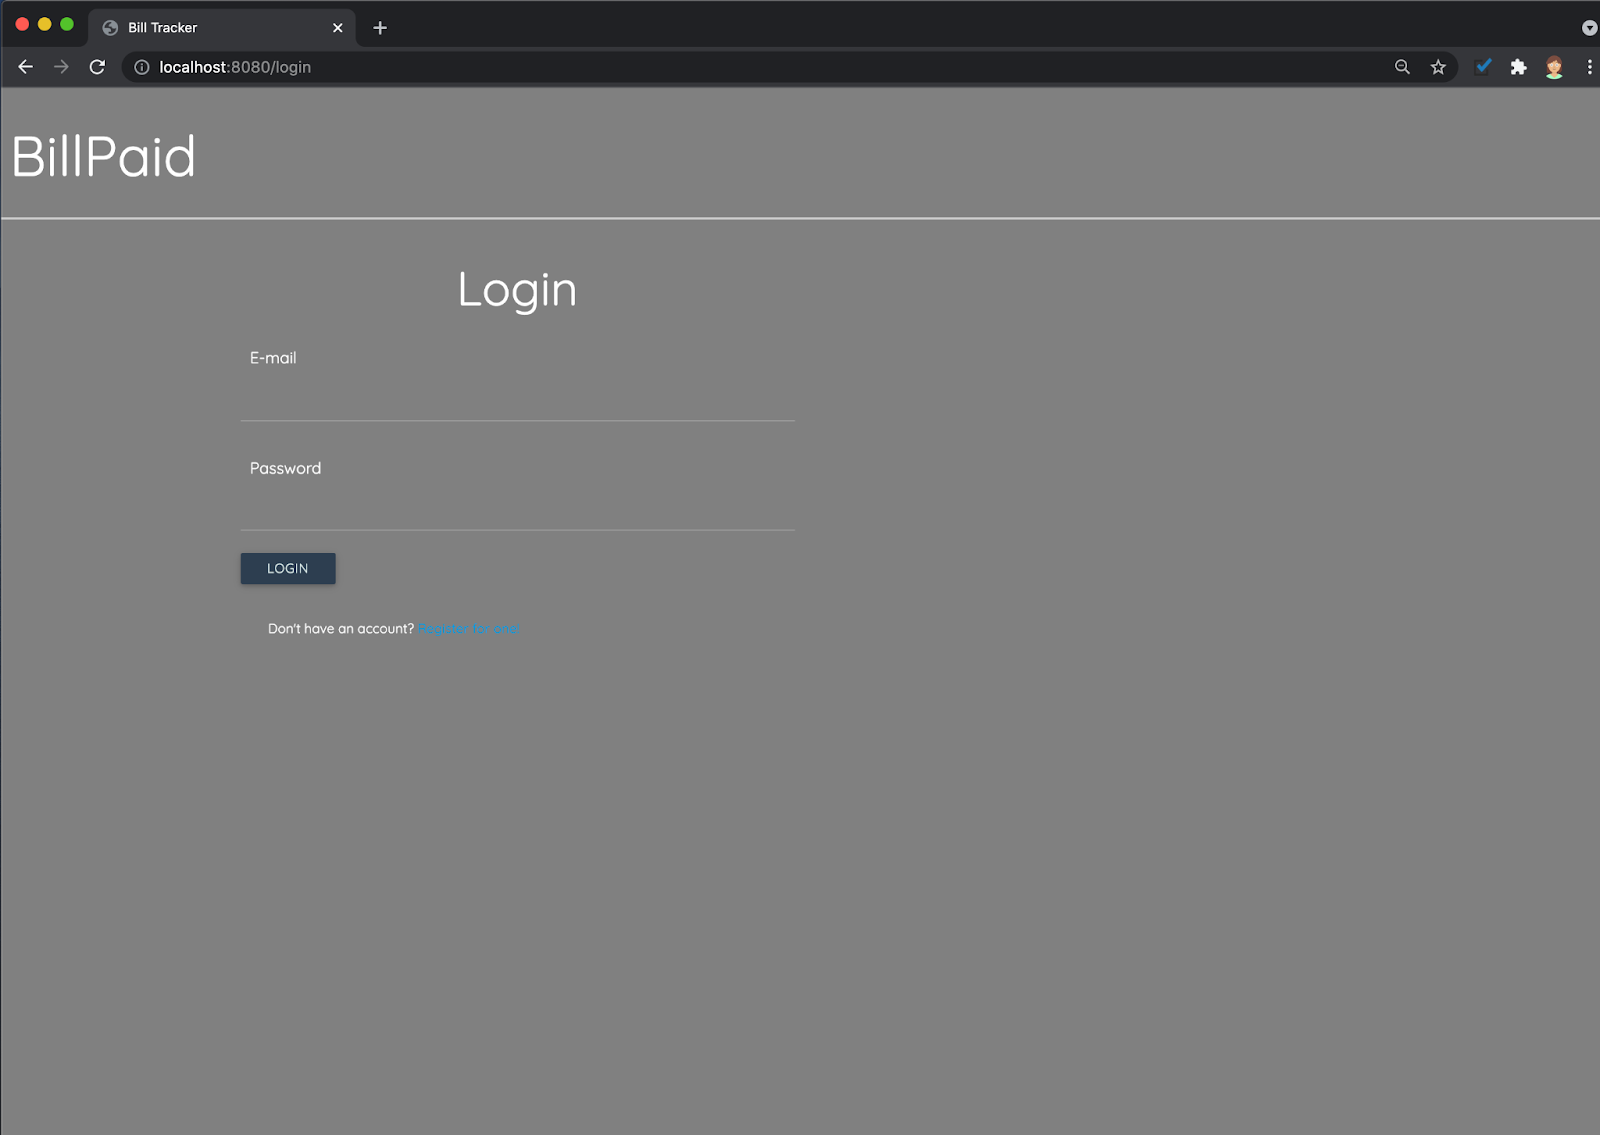 Bill Tracker
localhost:8080/login
BillPaid
Login
E-mail
Password
LOGIN
Don't have an account? Register for one!